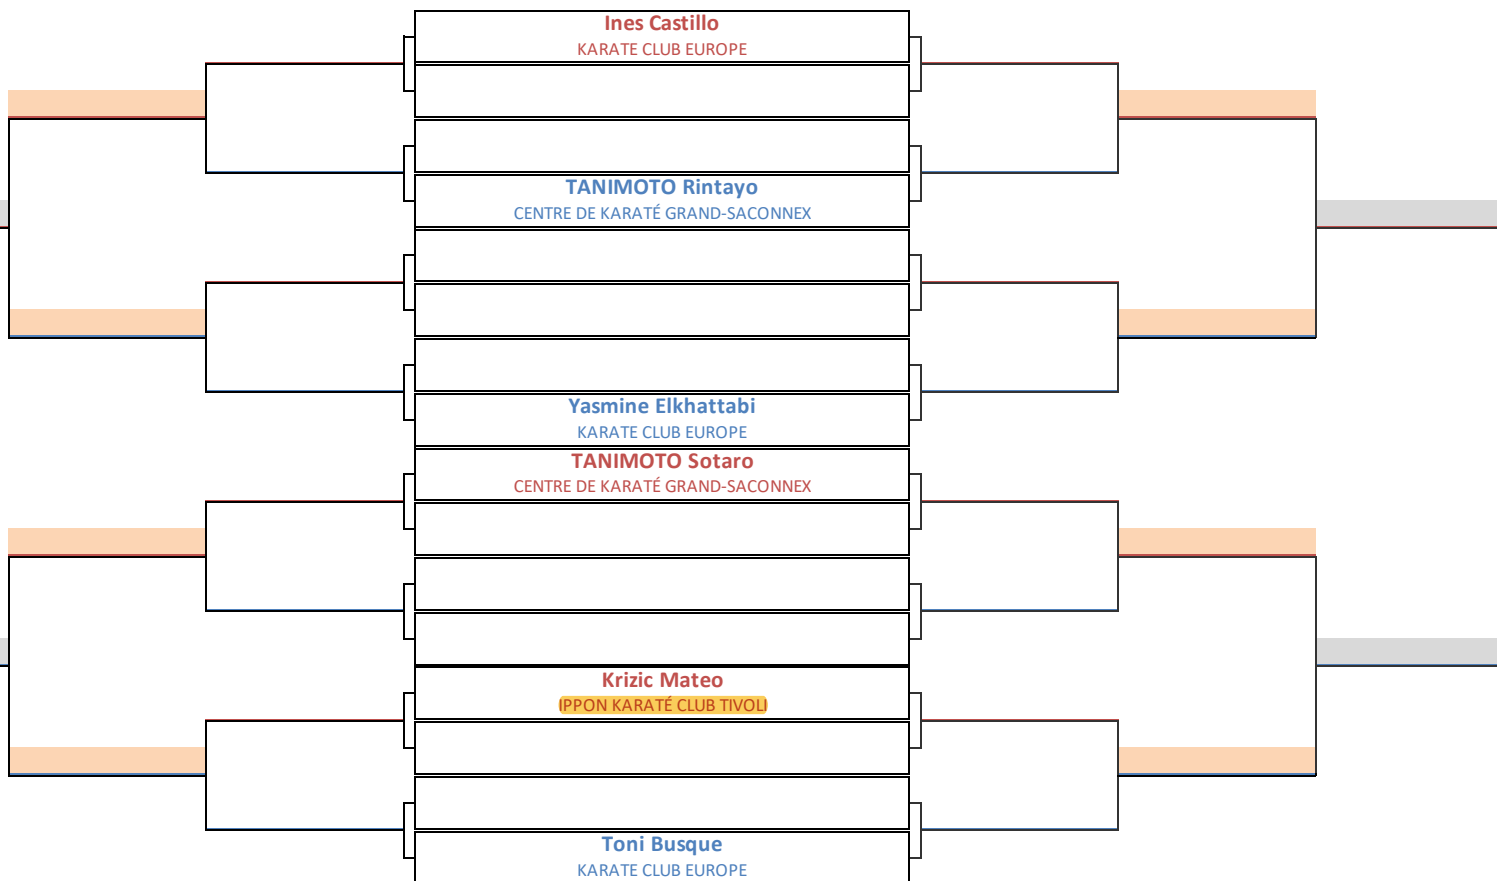 Ines Castillo
KARATE CLUB EUROPE
TANIMOTO Rintayo
CENTRE DE KARATÉ GRAND-SACONNEX
Yasmine Elkhattabi
KARATE CLUB EUROPE
TANIMOTO Sotaro
CENTRE DE KARATÉ GRAND-SACONNEX
Krizic Mateo
IPPON KARATÉ CLUB TIVOLI
Toni Busque
KARATE CLUB EUROPE